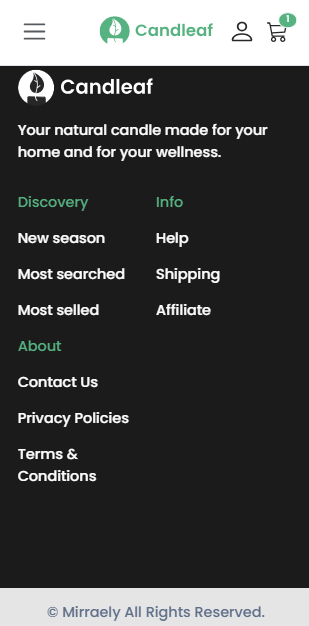 Candleaf
1
Candleaf
Your natural candle made for your
home and for your wellness.
Discovery
New season
Most searched
Most selled
Info
Help
Shipping
Affiliate
About
Contact Us
Privacy Policies
Terms &
Conditions
© Mirraely All Rights Reserved.